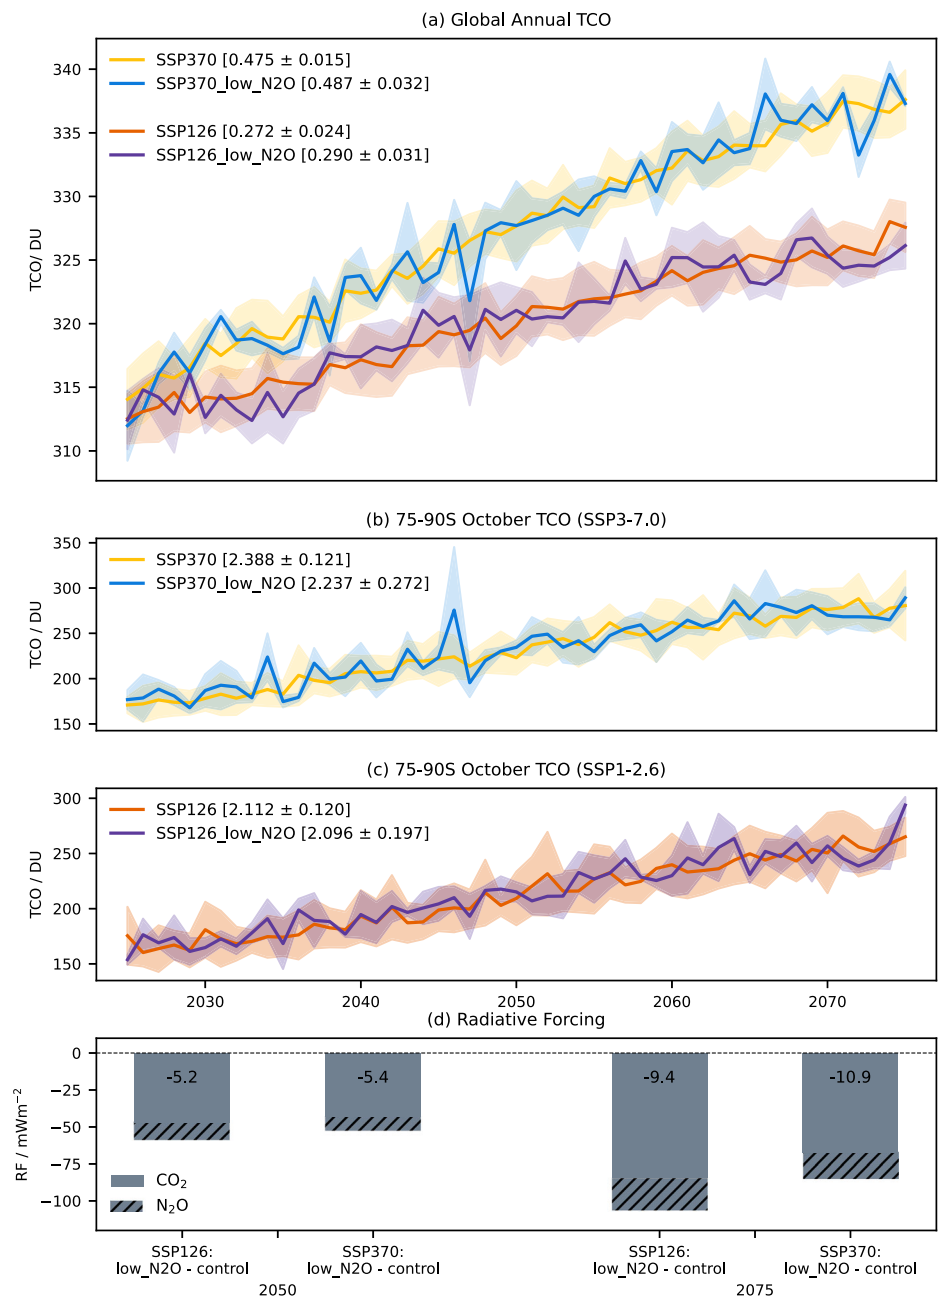 (a) Global Annual TCO
340
335
330
325
320
315
310
TCO/ DU
SSP370 [0.475 ± 0.015]
SSP370_low_N2O [0.487 ± 0.032]
SSP126 [0.272 ± 0.024]
SSP126_low_N2O [0.290 ± 0.031]
(b) 75-90S October TCO (SSP3-7.0)
350
300
250
200
150
TCO / DU
SSP370 [2.388 ± 0.121]
SSP370_low_N2O [2.237 ± 0.272]
(c) 75-90S October TCO (SSP1-2.6)
300
250
200
150
TCO / DU
SSP126 [2.112 ± 0.120]
SSP126_low_N2O [2.096 ± 0.197]
2030 2040 2050 2060 2070
(d) Radiative Forcing
0
−25
−50
−75
−100
RF / mWm⁻²
-5.2 -5.4 -9.4 -10.9
CO₂
N₂O
SSP126: SSP370: SSP126: SSP370:
low_N2O - control low_N2O - control low_N2O - control low_N2O - control
2050 2075